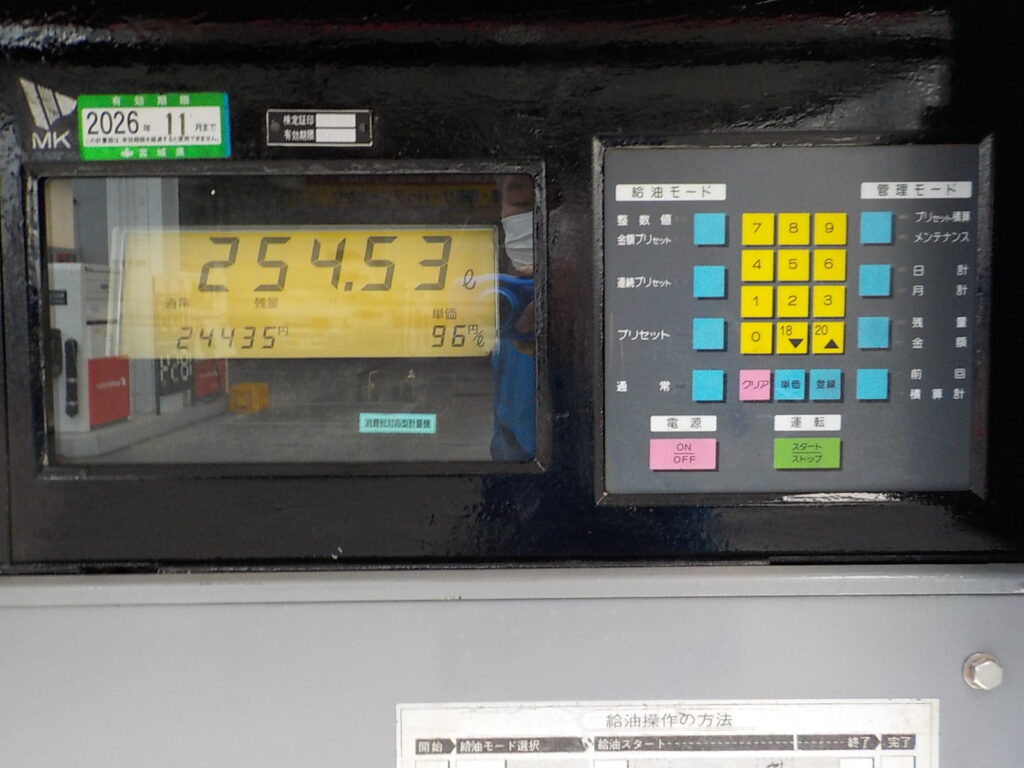 有効期限
2026年 11月まで
宮城県
MK
検定証印
有効期限
254.53ℓ
通常
残量
単価
24435円
96円/ℓ
消費税対応型計量機
給油モード
管理モード
整数値
金額プリセット
連続プリセット
プリセット
通常
7 8 9
4 5 6
1 2 3
0 18▼ 20▲
クリア 単価 登録
プリセット積算
メンテナンス
日計
月計
残量
金額
前回
積算計
電源
運転
ON
OFF
スタート
ストップ
給油操作の方法
開始 給油モード選択 給油スタート 終了 完了